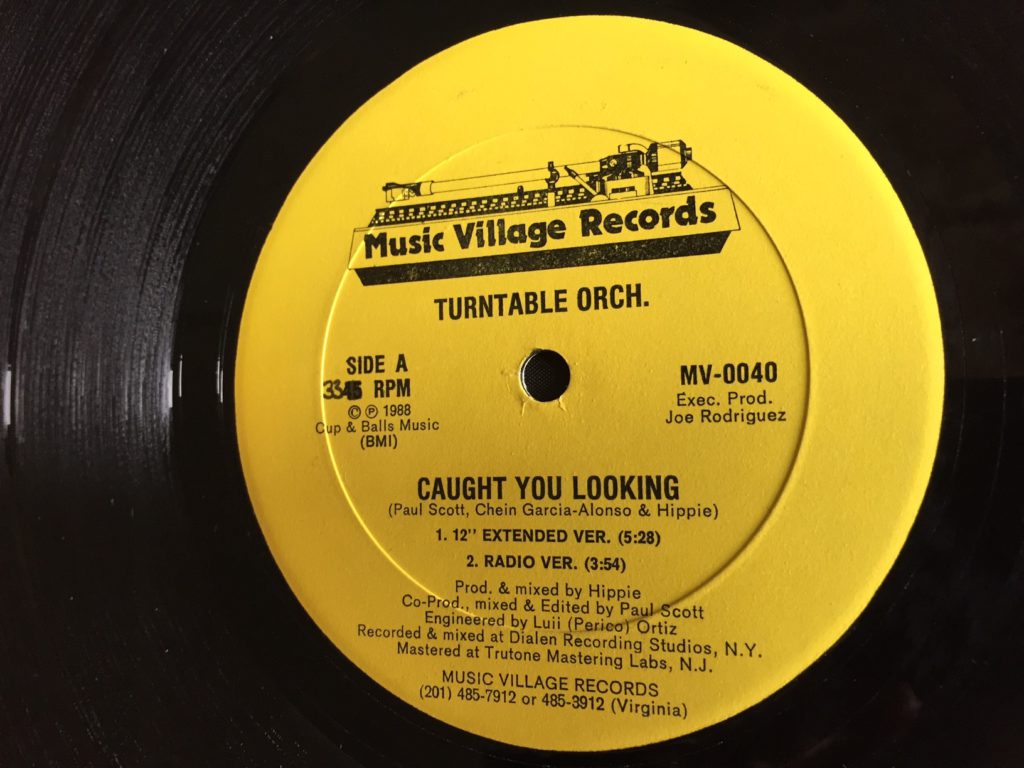 Music Village Records
TURNTABLE ORCH.
SIDE A
RPM
© ℗ 1988
Cup & Balls Music
(BMI)
MV-0040
Exec. Prod.
Joe Rodriguez
CAUGHT YOU LOOKING
(Paul Scott, Chein Garcia-Alonso & Hippie)
1. 12'' EXTENDED VER. (5:28)
2. RADIO VER. (3:54)
Prod. & mixed by Hippie
Co-Prod., mixed & Edited by Paul Scott
Engineered by Luii (Perico) Ortiz
Recorded & mixed at Dialen Recording Studios, N.Y.
Mastered at Trutone Mastering Labs, N.J.
MUSIC VILLAGE RECORDS
(201) 485-7912 or 485-3912 (Virginia)